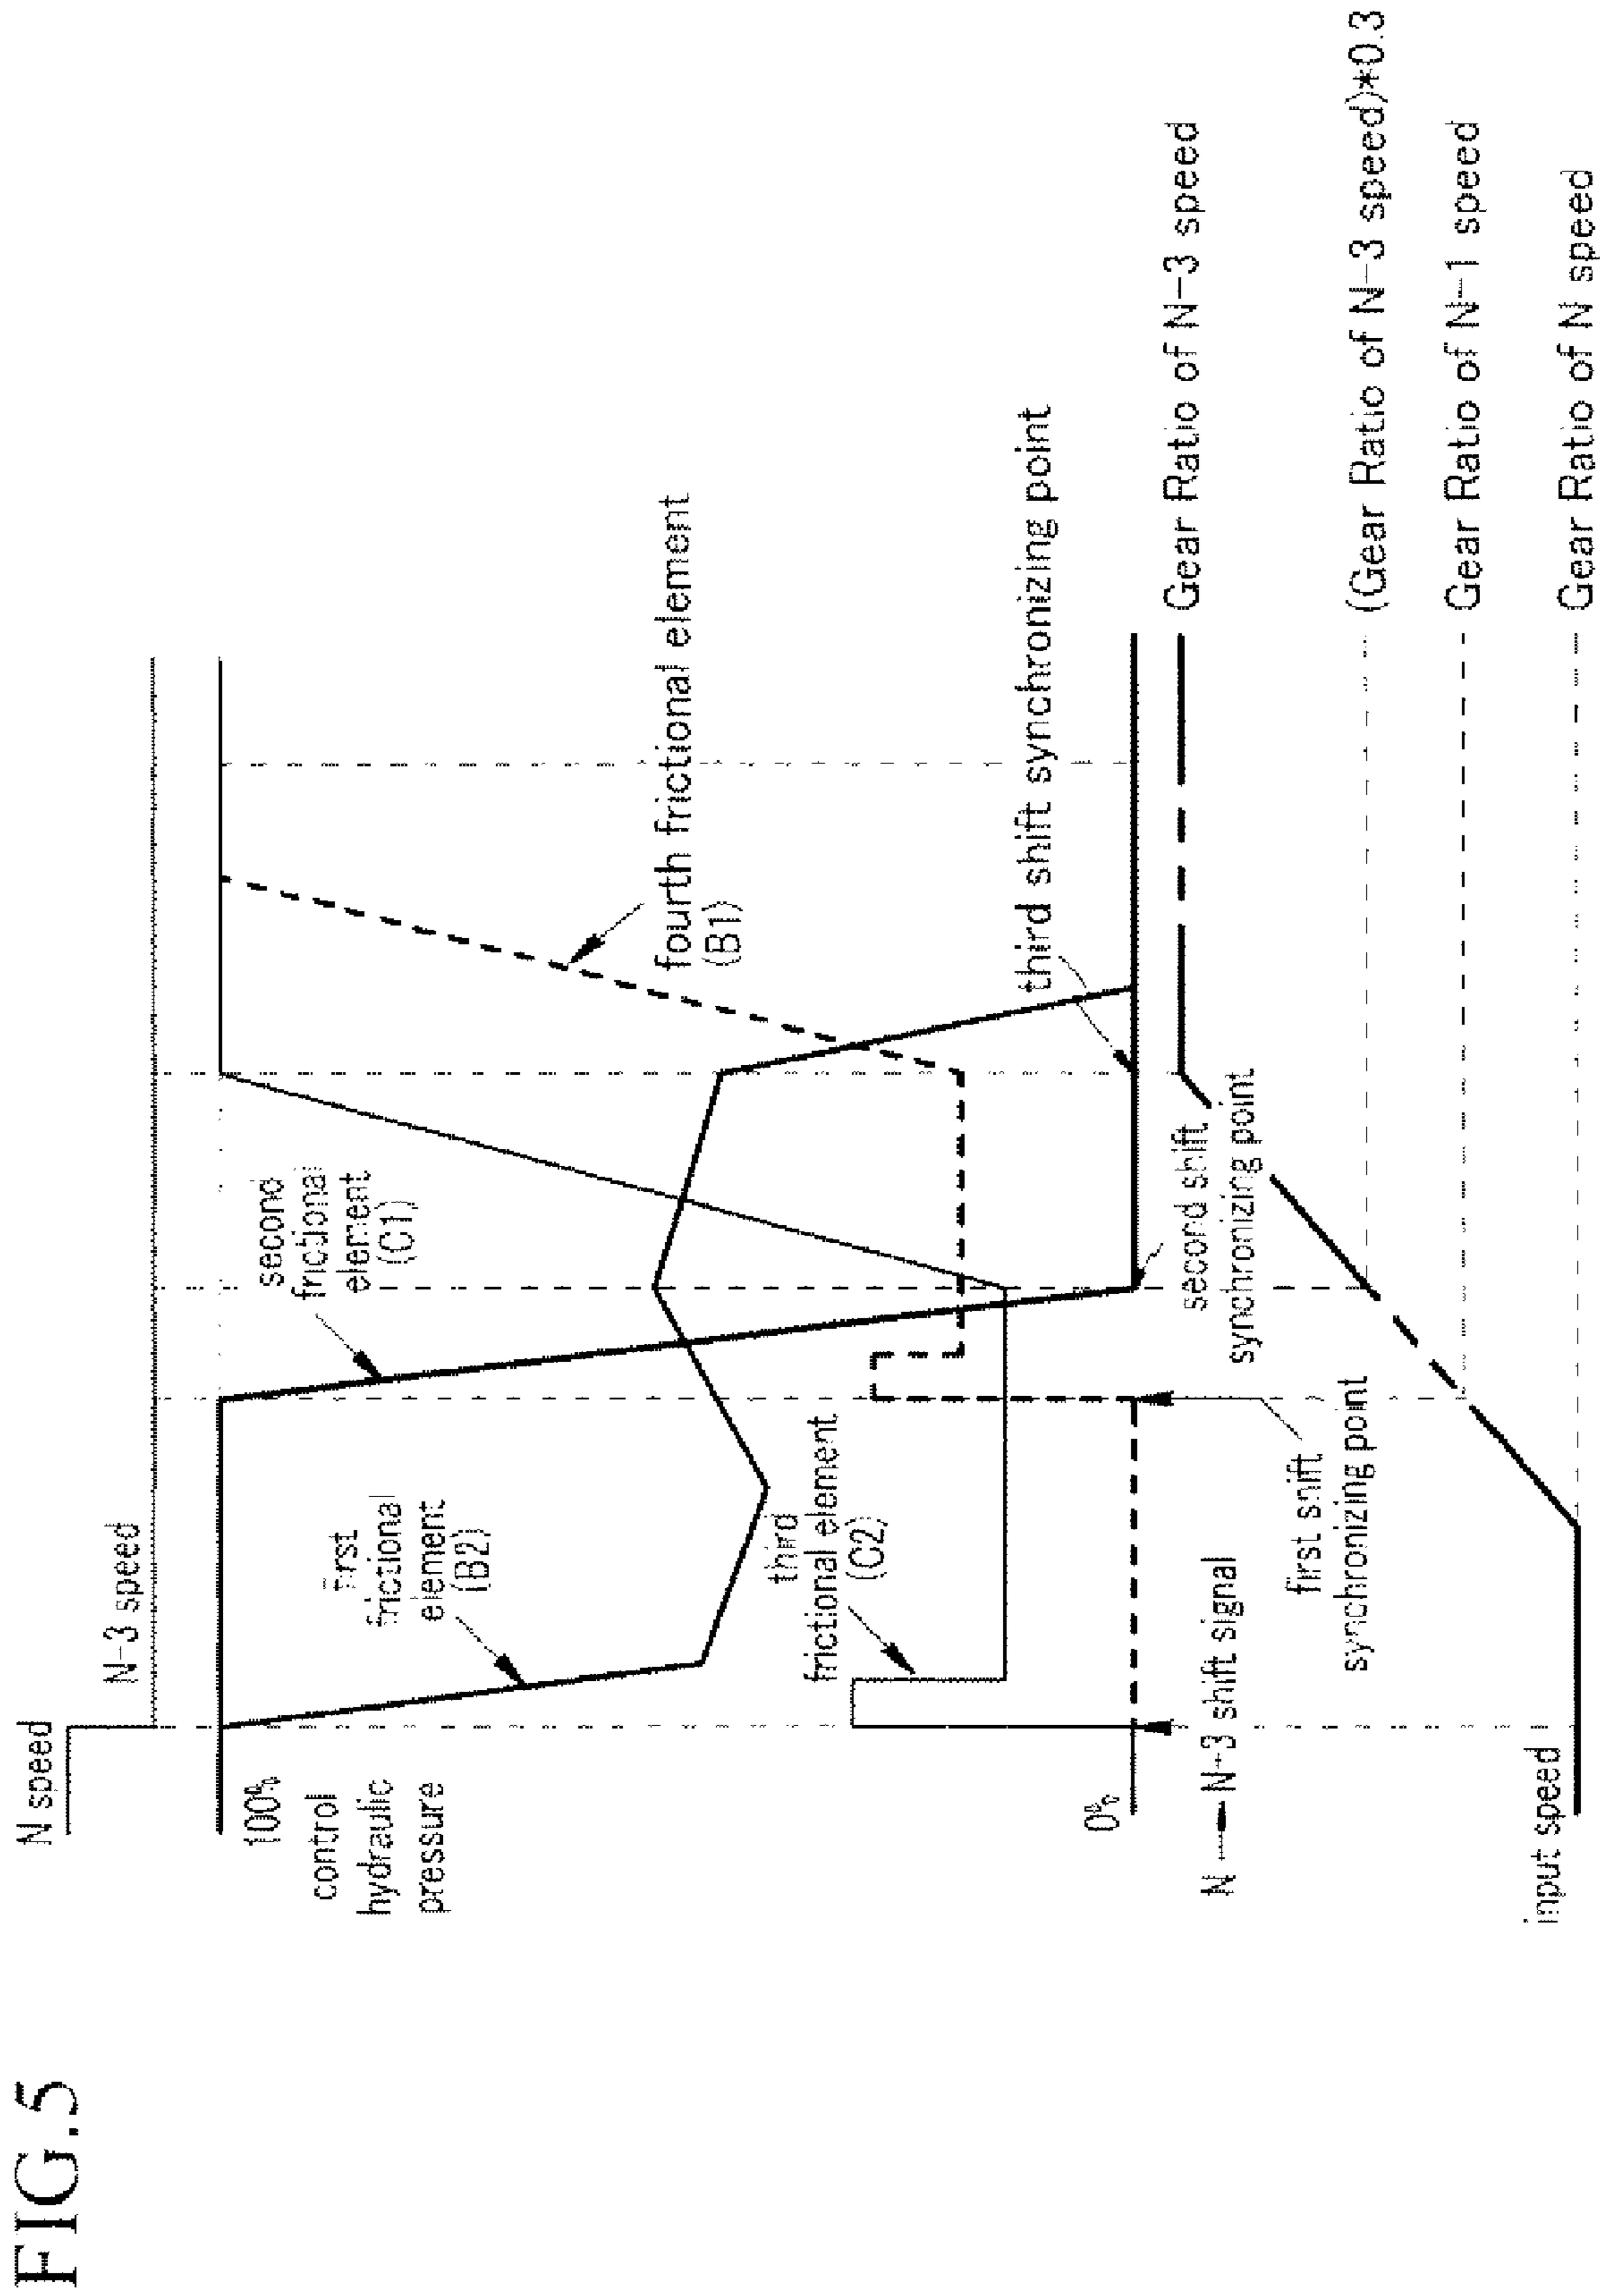 FIG.5
N speed
N-3 speed
100%
control
hydraulic
pressure
first
frictional
element
(B2)
second
frictional
element
(C1)
third
frictional element
(C2)
fourth frictional element
(B1)
0%
N → N-3 shift signal
first shift
synchronizing point
second shift
synchronizing point
third shift synchronizing point
input speed
Gear Ratio of N-3 speed
(Gear Ratio of N-3 speed)*0.3
Gear Ratio of N-1 speed
Gear Ratio of N speed